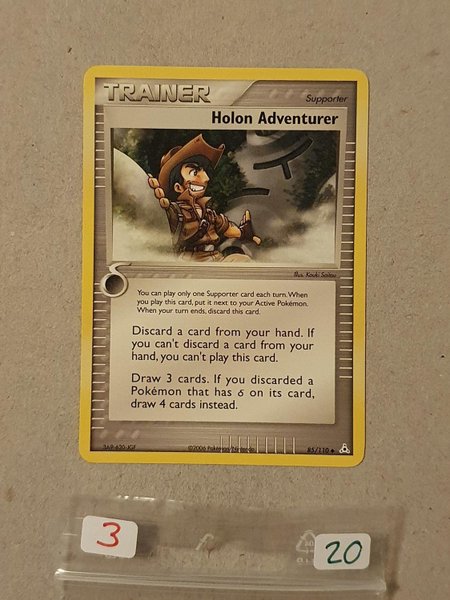 TRAINER
Supporter
Holon Adventurer
Illus. Kouki Saitou
You can play only one Supporter card each turn. When
you play this card, put it next to your Active Pokémon.
When your turn ends, discard this card.
Discard a card from your hand. If
you can't discard a card from your
hand, you can't play this card.
Draw 3 cards. If you discarded a
Pokémon that has δ on its card,
draw 4 cards instead.
©2006 Pokémon/Nintendo
85/110
3
20